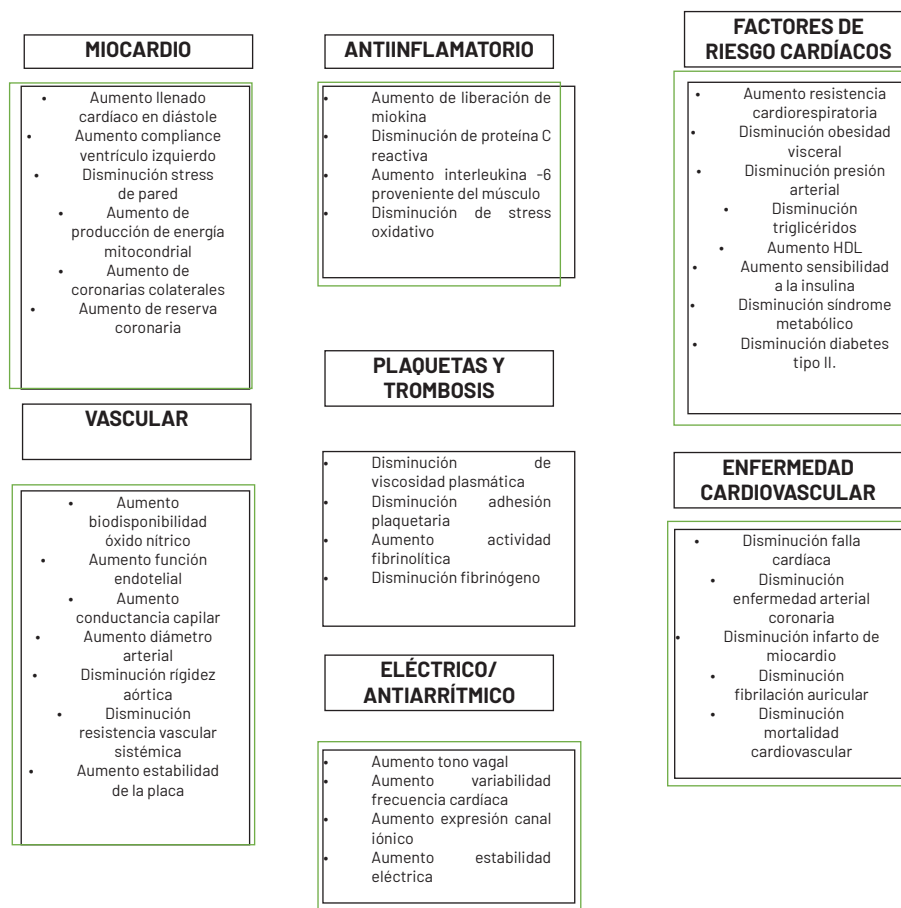 MIOCARDIO
• Aumento llenado
cardíaco en diástole
• Aumento compliance
ventrículo izquierdo
• Disminución stress
de pared
• Aumento de
producción de energía
mitocondrial
• Aumento de
coronarias colaterales
• Aumento de reserva
coronaria
VASCULAR
• Aumento
biodisponibilidad
óxido nítrico
• Aumento función
endotelial
• Aumento
conductancia capilar
• Aumento diámetro
arterial
• Disminución rígidez
aórtica
• Disminución
resistencia vascular
sistémica
• Aumento estabilidad
de la placa
ANTIINFLAMATORIO
• Aumento de liberación de
miokina
• Disminución de proteína C
reactiva
• Aumento interleukina -6
proveniente del músculo
• Disminución de stress
oxidativo
PLAQUETAS Y
TROMBOSIS
• Disminución de
viscosidad plasmática
• Disminución adhesión
plaquetaria
• Aumento actividad
fibrinolítica
• Disminución fibrinógeno
ELÉCTRICO/
ANTIARRÍTMICO
• Aumento tono vagal
• Aumento variabilidad
frecuencia cardíaca
• Aumento expresión canal
iónico
• Aumento estabilidad
eléctrica
FACTORES DE
RIESGO CARDÍACOS
• Aumento resistencia
cardiorespiratoria
• Disminución obesidad
visceral
• Disminución presión
arterial
• Disminución
triglicéridos
• Aumento HDL
• Aumento sensibilidad
a la insulina
• Disminución síndrome
metabólico
• Disminución diabetes
tipo II.
ENFERMEDAD
CARDIOVASCULAR
• Disminución falla
cardíaca
• Disminución
enfermedad arterial
coronaria
• Disminución infarto de
miocardio
• Disminución
fibrilación auricular
• Disminución
mortalidad
cardiovascular